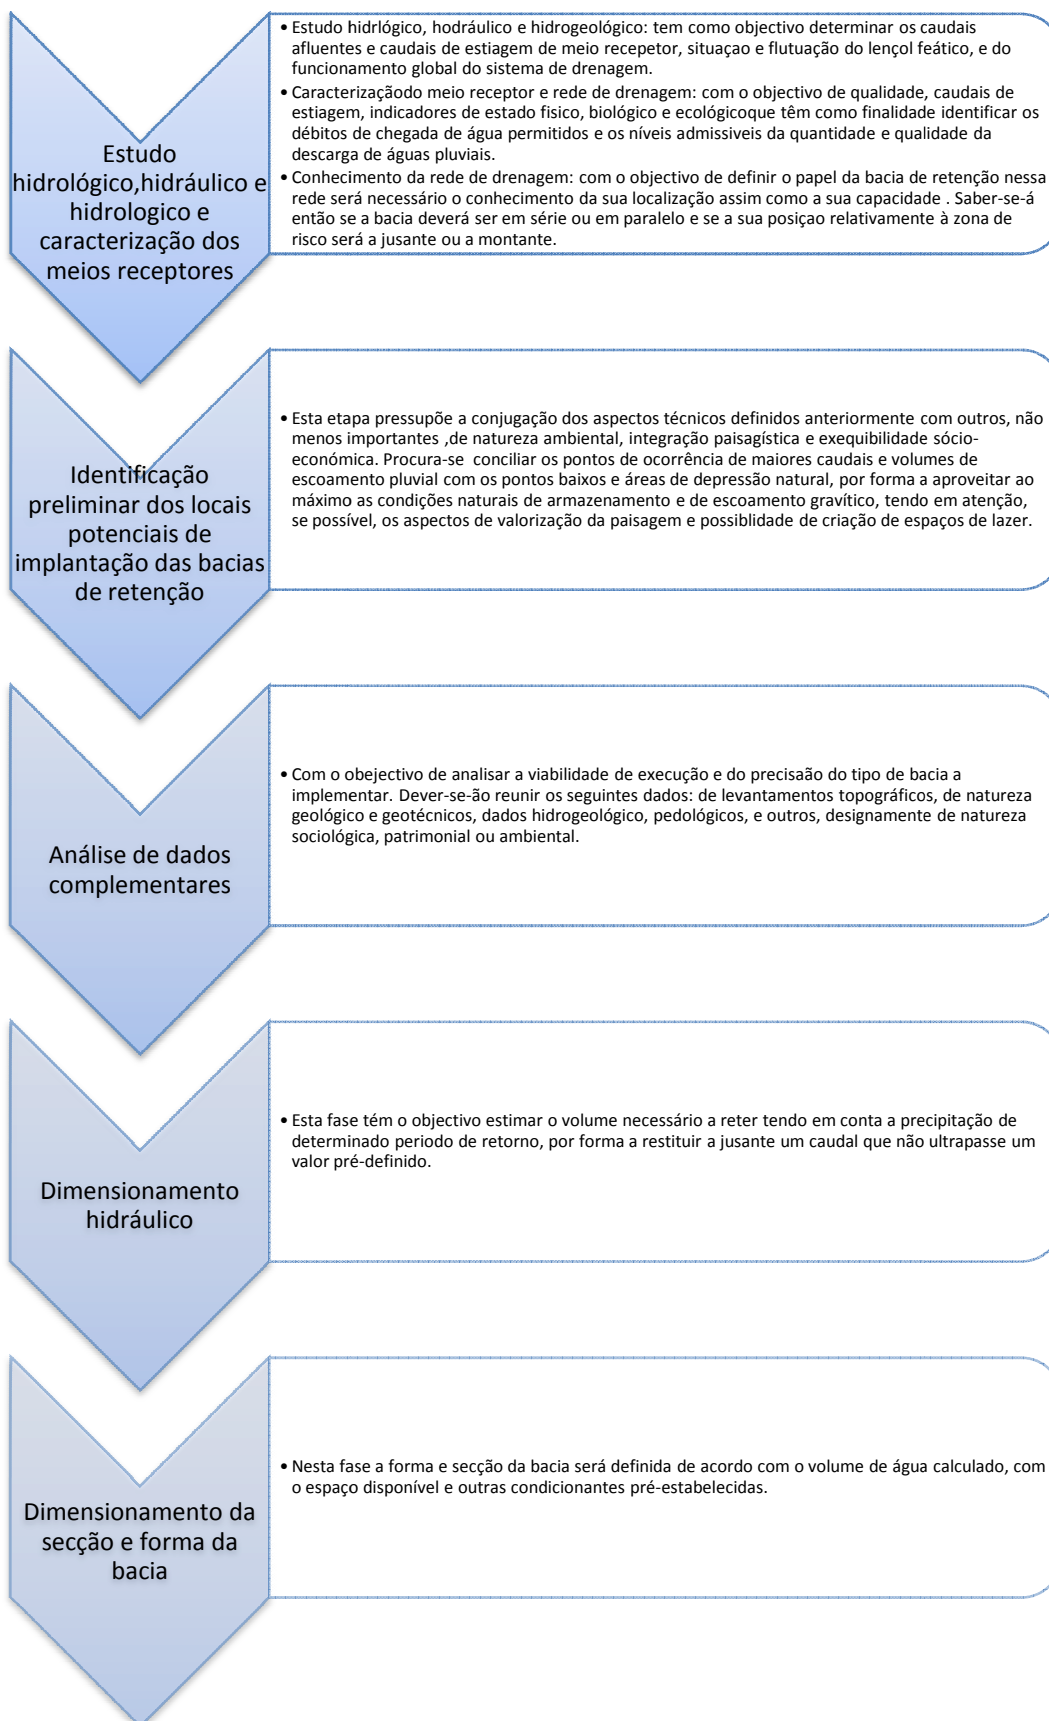 Estudo
hidrológico,hidráulico e
hidrologico e
caracterização dos
meios receptores
• Estudo hidrlógico, hodráulico e hidrogeológico: tem como objectivo determinar os caudais
afluentes e caudais de estiagem de meio recepetor, situaçao e flutuação do lençol feático, e do
funcionamento global do sistema de drenagem.
• Caracterizaçãodo meio receptor e rede de drenagem: com o objectivo de qualidade, caudais de
estiagem, indicadores de estado fisico, biológico e ecológicoque têm como finalidade identificar os
débitos de chegada de água permitidos e os níveis admissiveis da quantidade e qualidade da
descarga de águas pluviais.
• Conhecimento da rede de drenagem: com o objectivo de definir o papel da bacia de retenção nessa
rede será necessário o conhecimento da sua localização assim como a sua capacidade . Saber-se-á
então se a bacia deverá ser em série ou em paralelo e se a sua posiçao relativamente à zona de
risco será a jusante ou a montante.
Identificação
preliminar dos locais
potenciais de
implantação das bacias
de retenção
• Esta etapa pressupõe a conjugação dos aspectos técnicos definidos anteriormente com outros, não
menos importantes ,de natureza ambiental, integração paisagística e exequibilidade sócio-
económica. Procura-se conciliar os pontos de ocorrência de maiores caudais e volumes de
escoamento pluvial com os pontos baixos e áreas de depressão natural, por forma a aproveitar ao
máximo as condições naturais de armazenamento e de escoamento gravítico, tendo em atenção,
se possível, os aspectos de valorização da paisagem e possiblidade de criação de espaços de lazer.
Análise de dados
complementares
• Com o obejectivo de analisar a viabilidade de execução e do precisaão do tipo de bacia a
implementar. Dever-se-ão reunir os seguintes dados: de levantamentos topográficos, de natureza
geológico e geotécnicos, dados hidrogeológico, pedológicos, e outros, designamente de natureza
sociológica, patrimonial ou ambiental.
Dimensionamento
hidráulico
• Esta fase tém o objectivo estimar o volume necessário a reter tendo em conta a precipitação de
determinado periodo de retorno, por forma a restituir a jusante um caudal que não ultrapasse um
valor pré-definido.
Dimensionamento da
secção e forma da
bacia
• Nesta fase a forma e secção da bacia será definida de acordo com o volume de água calculado, com
o espaço disponível e outras condicionantes pré-estabelecidas.